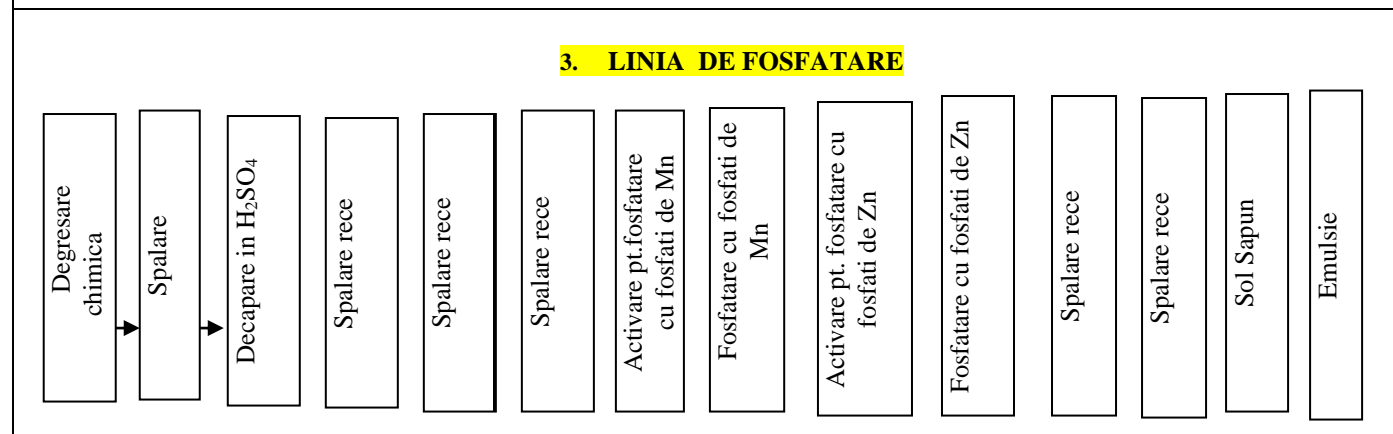 3. LINIA DE FOSFATARE
Degresare
chimica
Spalare
Decapare in H₂SO₄
Spalare rece
Spalare rece
Spalare rece
Activare pt.fosfatare
cu fosfati de Mn
Fosfatare cu fosfati de
Mn
Activare pt. fosfatare cu
fosfati de Zn
Fosfatare cu fosfati de Zn
Spalare rece
Spalare rece
Sol Sapun
Emulsie